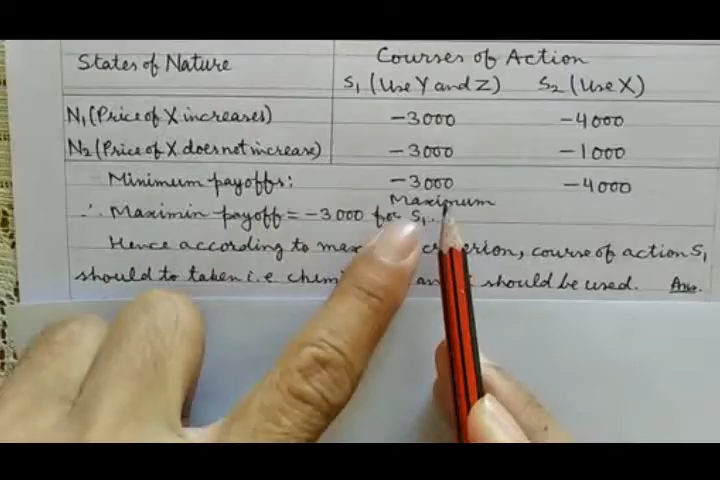 States of Nature Courses of Action
S1 (Use Y and Z) S2 (Use X)
N1 (Price of X increases) -3000 -4000
N2 (Price of X does not increase) -3000 -1000
Minimum payoffs: -3000 -4000
Maximum
∴ Maximin payoff = -3000 for S1.
Hence according to max criterion, course of action S1
should to taken i.e. chemi should be used. Ans.